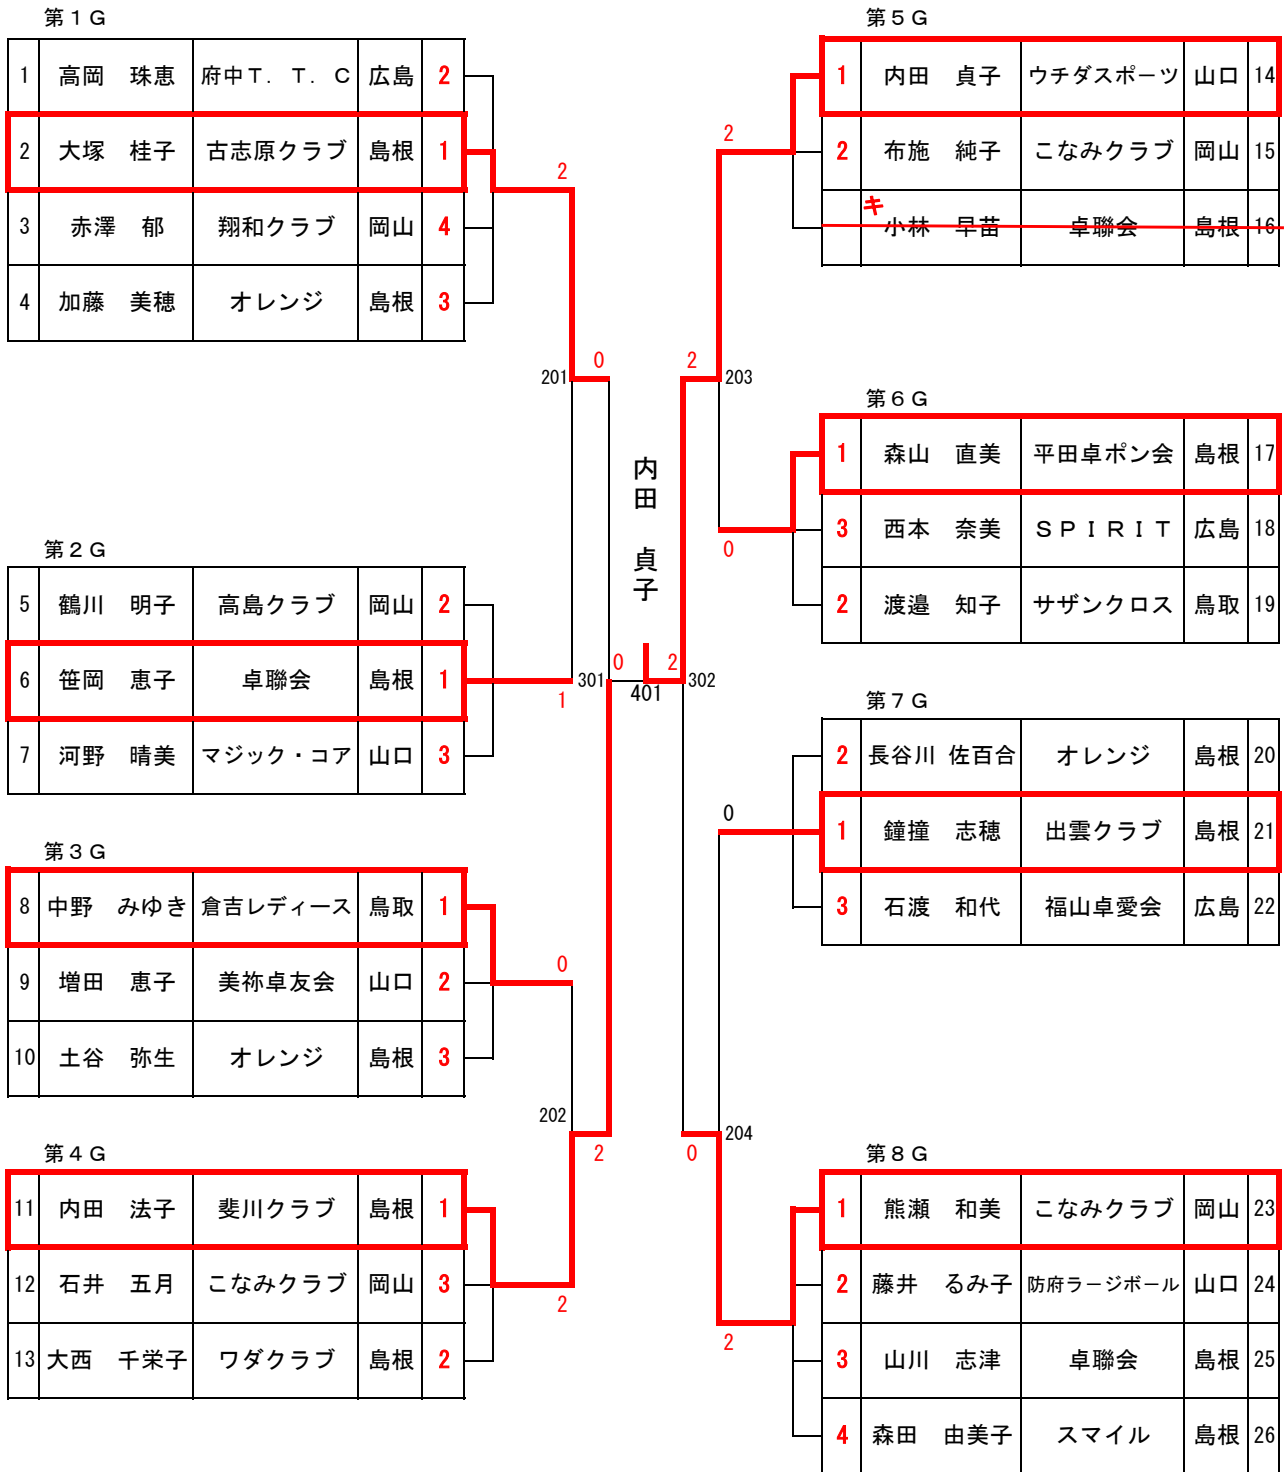 第１Ｇ
1 高岡　珠恵 府中Ｔ．Ｔ．Ｃ 広島 2
2 大塚　桂子 古志原クラブ 島根 1
3 赤澤　郁 翔和クラブ 岡山 4
4 加藤　美穂 オレンジ 島根 3
2
201
0
第２Ｇ
5 鶴川　明子 高島クラブ 岡山 2
6 笹岡　恵子 卓聯会 島根 1
7 河野　晴美 マジック・コア 山口 3
1
301
0
第３Ｇ
8 中野　みゆき 倉吉レディース 鳥取 1
9 増田　恵子 美祢卓友会 山口 2
10 土谷　弥生 オレンジ 島根 3
0
202
2
第４Ｇ
11 内田　法子 斐川クラブ 島根 1
12 石井　五月 こなみクラブ 岡山 3
13 大西　千栄子 ワダクラブ 島根 2
2
内田　貞子
401
第５Ｇ
1 内田　貞子 ウチダスポーツ 山口 14
2 布施　純子 こなみクラブ 岡山 15
キ
小林　早苗 卓聯会 島根 16
2
2
203
第６Ｇ
1 森山　直美 平田卓ポン会 島根 17
3 西本　奈美 ＳＰＩＲＩＴ 広島 18
2 渡邉　知子 サザンクロス 鳥取 19
0
2
302
第７Ｇ
2 長谷川 佐百合 オレンジ 島根 20
1 鐘撞　志穂 出雲クラブ 島根 21
3 石渡　和代 福山卓愛会 広島 22
0
204
0
第８Ｇ
1 熊瀬　和美 こなみクラブ 岡山 23
2 藤井　るみ子 防府ラージボール 山口 24
3 山川　志津 卓聯会 島根 25
4 森田　由美子 スマイル 島根 26
2